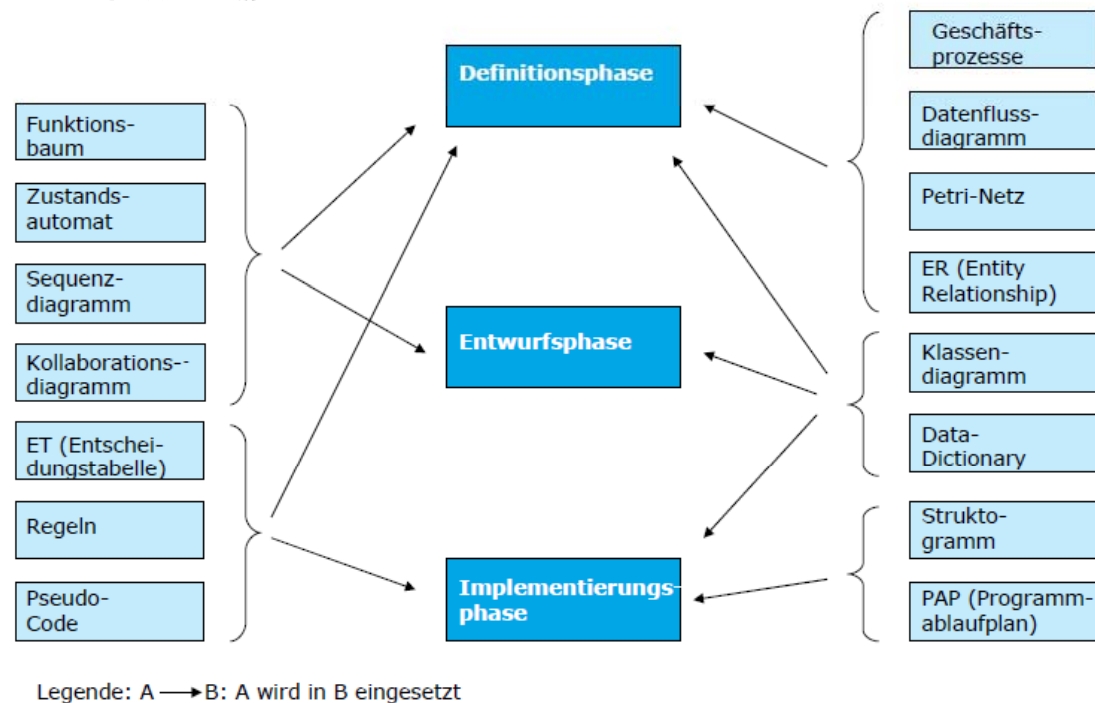 Funktions-
baum
Zustands-
automat
Sequenz-
diagramm
Kollaborations--
diagramm
ET (Entschei-
dungstabelle)
Regeln
Pseudo-
Code
Definitionsphase
Entwurfsphase
Implementierungs-
phase
Geschäfts-
prozesse
Datenfluss-
diagramm
Petri-Netz
ER (Entity
Relationship)
Klassen-
diagramm
Data-
Dictionary
Strukto-
gramm
PAP (Programm-
ablaufplan)
Legende: A → B: A wird in B eingesetzt